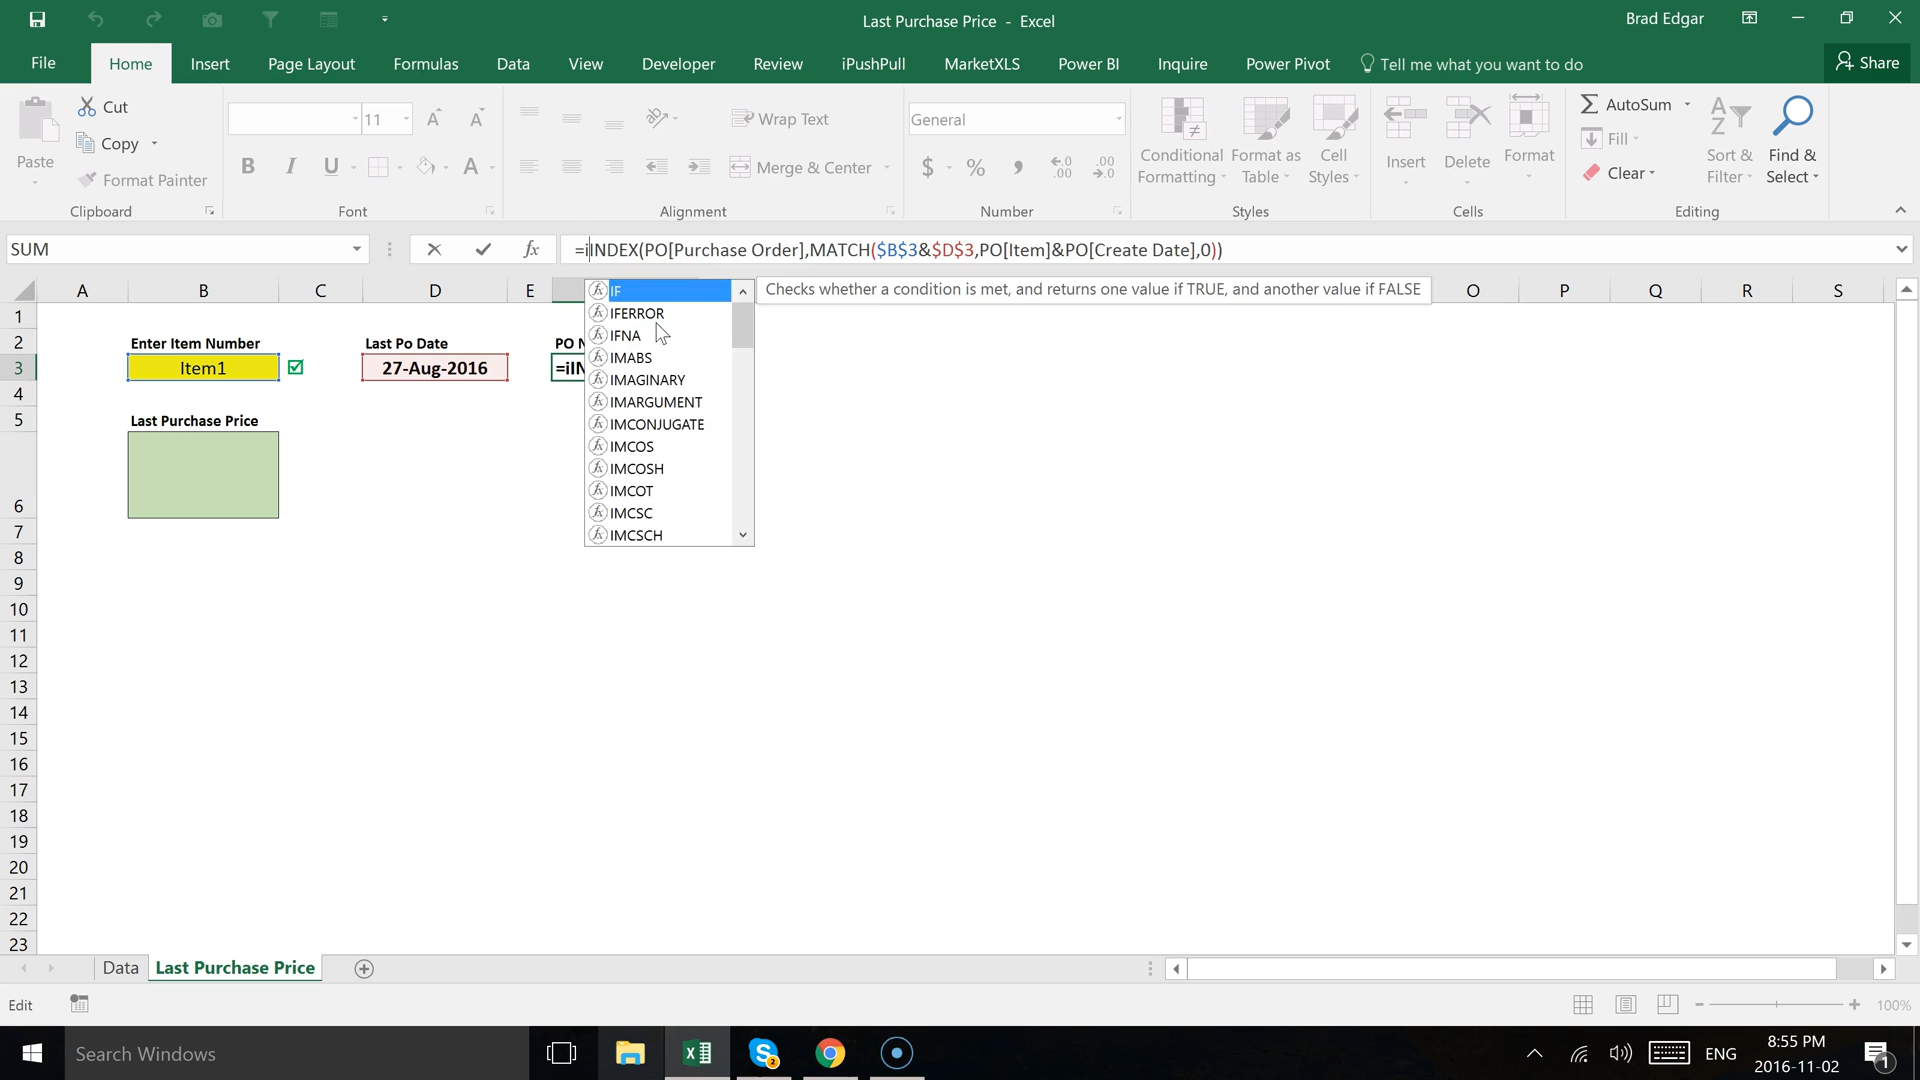 Last Purchase Price - Excel
Brad Edgar
File Home Insert Page Layout Formulas Data View Developer Review iPushPull MarketXLS Power BI Inquire Power Pivot Tell me what you want to do Share
Paste
Cut
Copy
Format Painter
Clipboard
11
B I U A
Font
Wrap Text
Merge & Center
Alignment
General
$ % , .0 .00
Number
Conditional Formatting
Format as Table
Cell Styles
Styles
Insert Delete Format
Cells
AutoSum
Fill
Clear
Sort & Filter
Find & Select
Editing
SUM fx =iINDEX(PO[Purchase Order],MATCH($B$3&$D$3,PO[Item]&PO[Create Date],0))
A B C D E O P Q R S
IF Checks whether a condition is met, and returns one value if TRUE, and another value if FALSE
IFERROR
IFNA
IMABS
IMAGINARY
IMARGUMENT
IMCONJUGATE
IMCOS
IMCOSH
IMCOT
IMCSC
IMCSCH
1
2 Enter Item Number Last Po Date PO N
3 Item1 27-Aug-2016 =iIN
4
5 Last Purchase Price
6
7
8
9
10
11
12
13
14
15
16
17
18
19
20
21
22
23
Data Last Purchase Price
Edit 100%
Search Windows 2 ENG 8:55 PM 1
2016-11-02